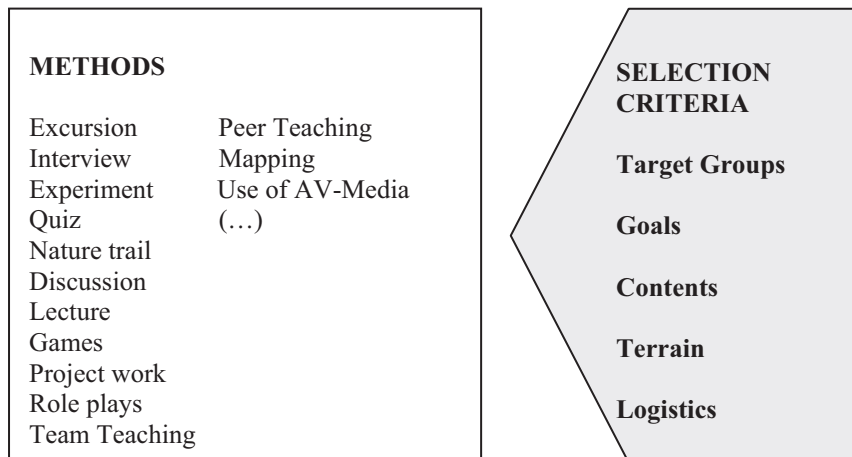 METHODS
Excursion Peer Teaching
Interview Mapping
Experiment Use of AV-Media
Quiz (…)
Nature trail
Discussion
Lecture
Games
Project work
Role plays
Team Teaching
SELECTION
CRITERIA
Target Groups
Goals
Contents
Terrain
Logistics